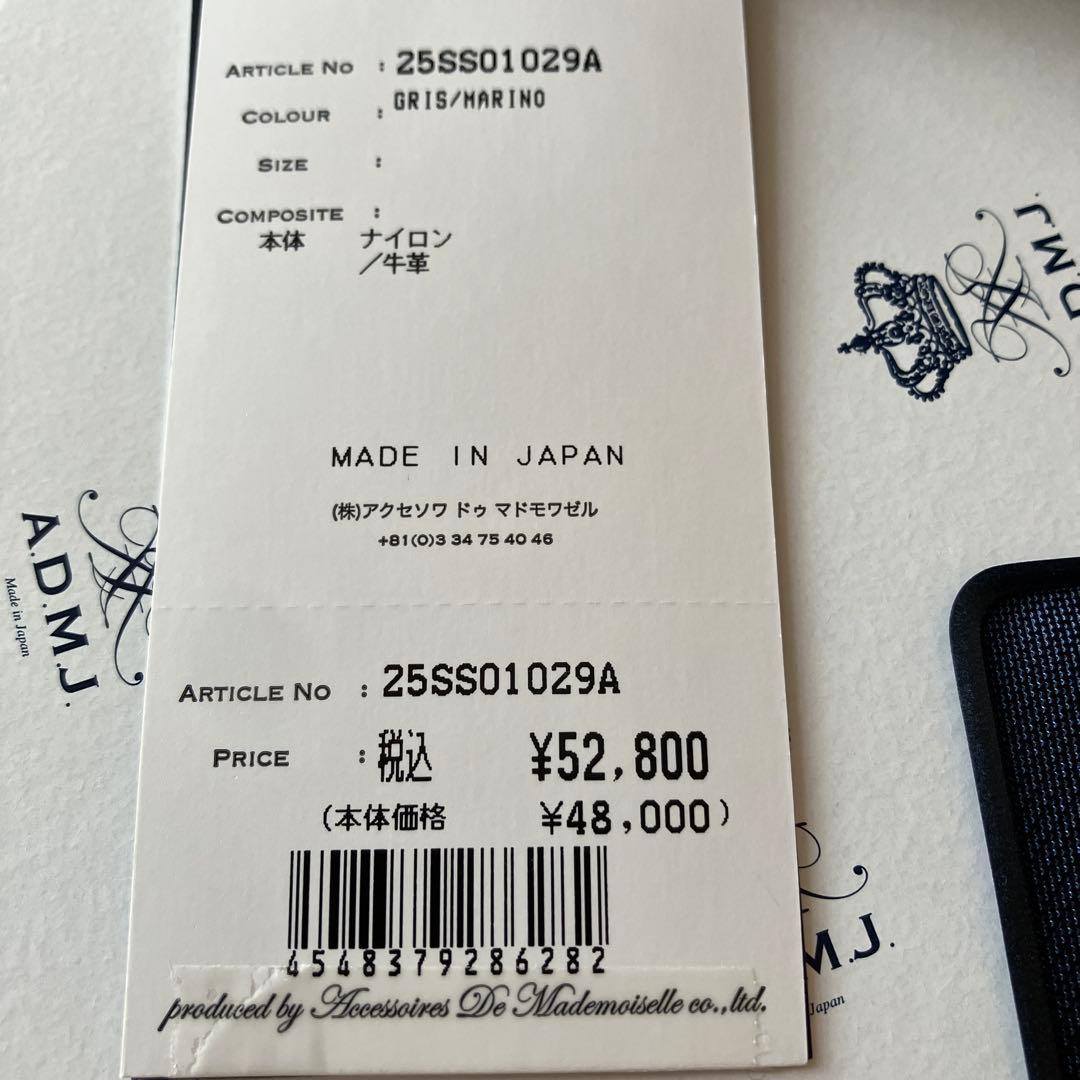 ARTICLE NO : 25SS01029A
COLOUR : GRIS/MARINO
SIZE :
COMPOSITE :
本体 ナイロン
／牛革
MADE IN JAPAN
(株)アクセソワ ドゥ マドモワゼル
+81(0)3 34 75 40 46
ARTICLE NO : 25SS01029A
PRICE : 税込 ¥52,800
(本体価格 ¥48,000)
4548379286282
produced by Accessoires De Mademoiselle co.,ltd.
A.D.M.J.
Made in Japan
D.M.J.
M.J.
Japan